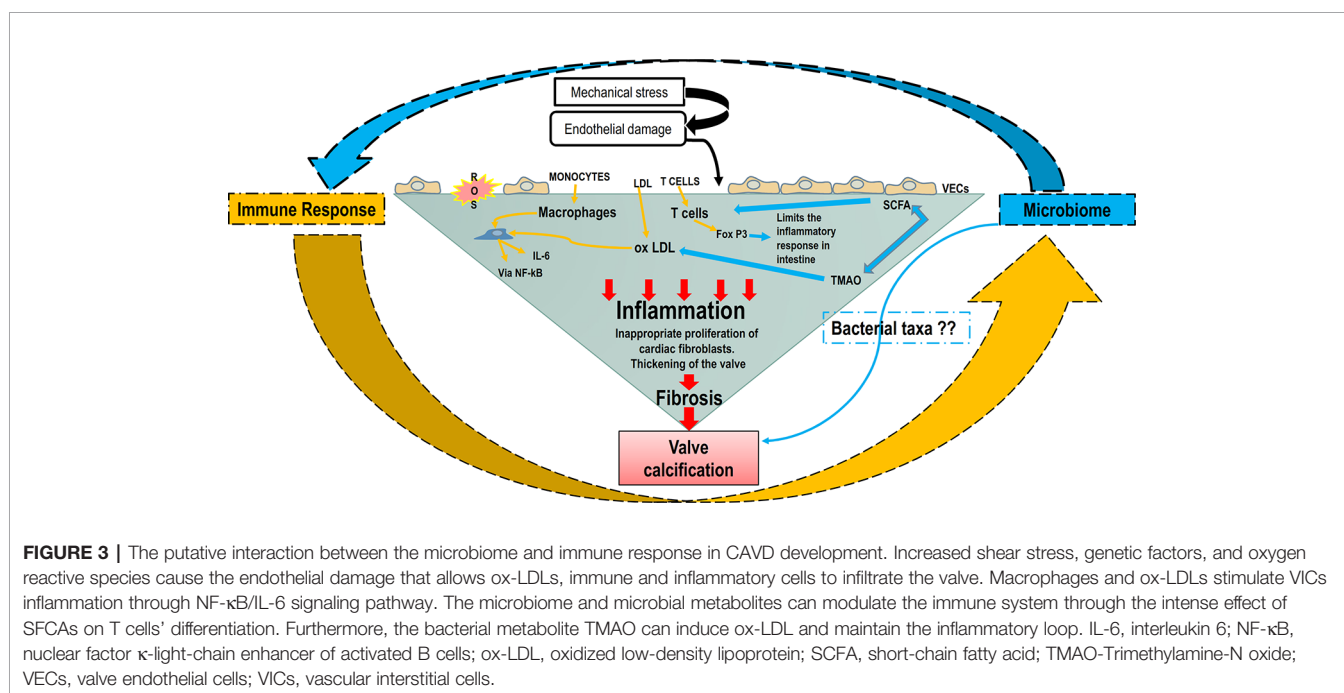 Mechanical stress
Endothelial damage
ROS
MONOCYTES
LDL
T CELLS
VECs
Immune Response
Macrophages
T cells
SCFA
Microbiome
Fox P3
Limits the
inflammatory
response in
intestine
ox LDL
IL-6
Via NF-kB
TMAO
Inflammation
Inappropriate proliferation of
cardiac fibroblasts.
Thickening of the valve
Bacterial taxa ??
Fibrosis
Valve
calcification
FIGURE 3 | The putative interaction between the microbiome and immune response in CAVD development. Increased shear stress, genetic factors, and oxygen
reactive species cause the endothelial damage that allows ox-LDLs, immune and inflammatory cells to infiltrate the valve. Macrophages and ox-LDLs stimulate VICs
inflammation through NF-κB/IL-6 signaling pathway. The microbiome and microbial metabolites can modulate the immune system through the intense effect of
SFCAs on T cells’ differentiation. Furthermore, the bacterial metabolite TMAO can induce ox-LDL and maintain the inflammatory loop. IL-6, interleukin 6; NF-κB,
nuclear factor κ-light-chain enhancer of activated B cells; ox-LDL, oxidized low-density lipoprotein; SCFA, short-chain fatty acid; TMAO-Trimethylamine-N oxide;
VECs, valve endothelial cells; VICs, vascular interstitial cells.